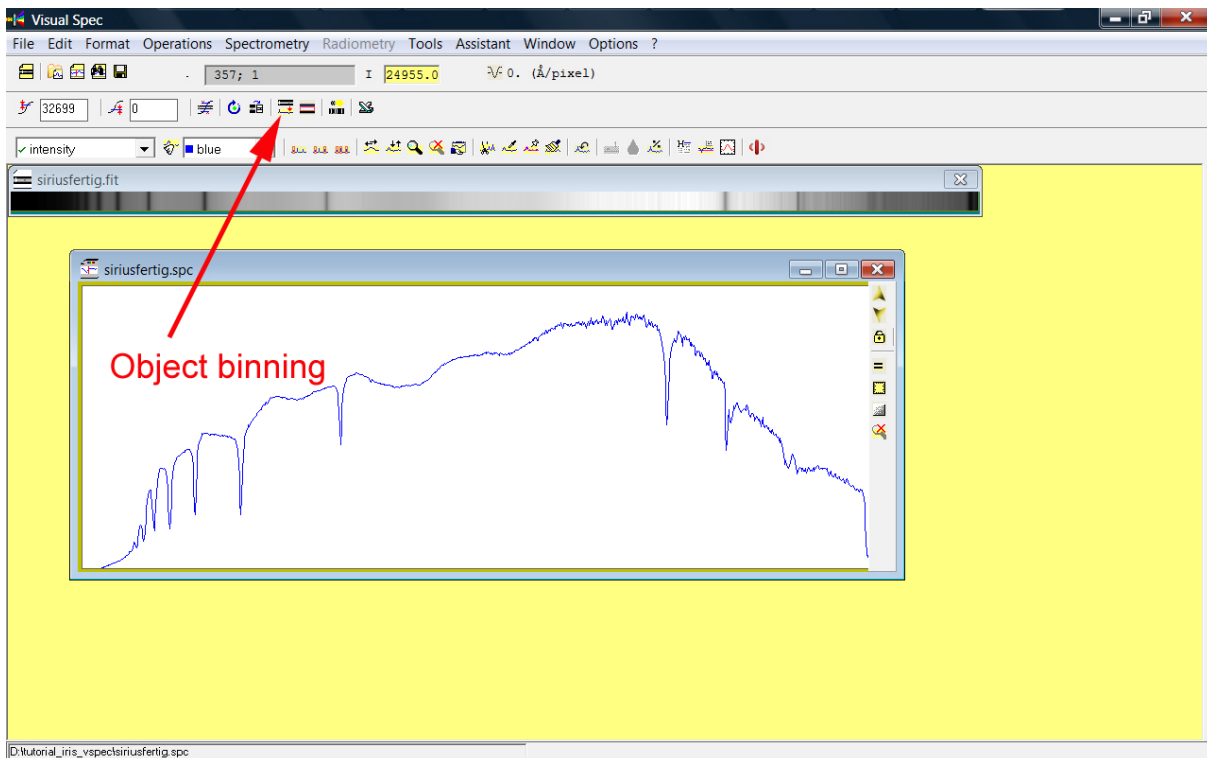 Visual Spec
File Edit Format Operations Spectrometry Radiometry Tools Assistant Window Options ?
. 357; 1 I 24955.0 0. (Å/pixel)
32699 0
intensity blue
siriusfertig.fit
siriusfertig.spc
Object binning
D:\tutorial_iris_vspec\siriusfertig.spc